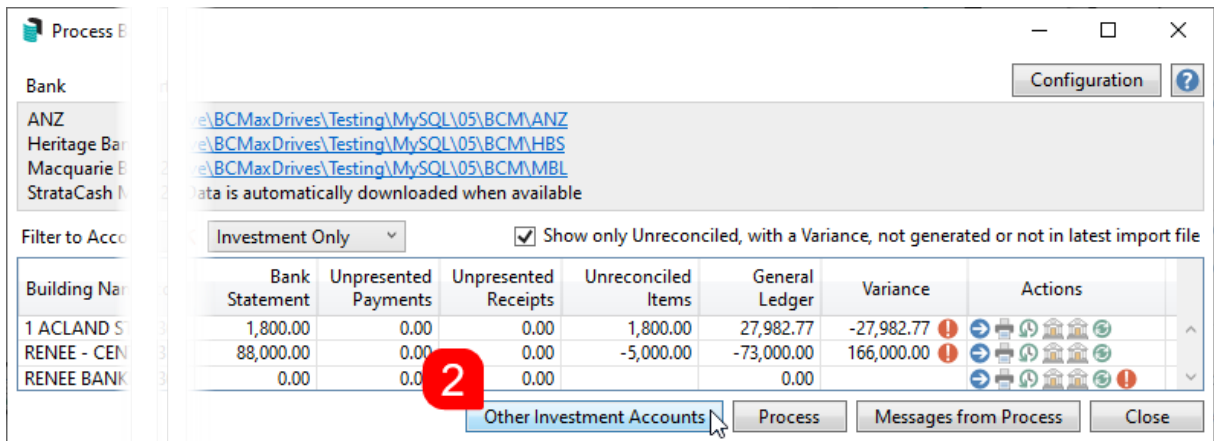 Process B
Bank
Configuration
ANZ e\BCMaxDrives\Testing\MySQL\05\BCM\ANZ
Heritage Ban e\BCMaxDrives\Testing\MySQL\05\BCM\HBS
Macquarie B ve\BCMaxDrives\Testing\MySQL\05\BCM\MBL
StrataCash M Data is automatically downloaded when available
Filter to Acco Investment Only Show only Unreconciled, with a Variance, not generated or not in latest import file
Building Nam Bank Statement Unpresented Payments Unpresented Receipts Unreconciled Items General Ledger Variance Actions
1 ACLAND S 1,800.00 0.00 0.00 1,800.00 27,982.77 -27,982.77
RENEE - CEN 88,000.00 0.00 0.00 -5,000.00 -73,000.00 166,000.00
RENEE BANK 0.00 0.0 0.00 0.00
2
Other Investment Accounts Process Messages from Process Close